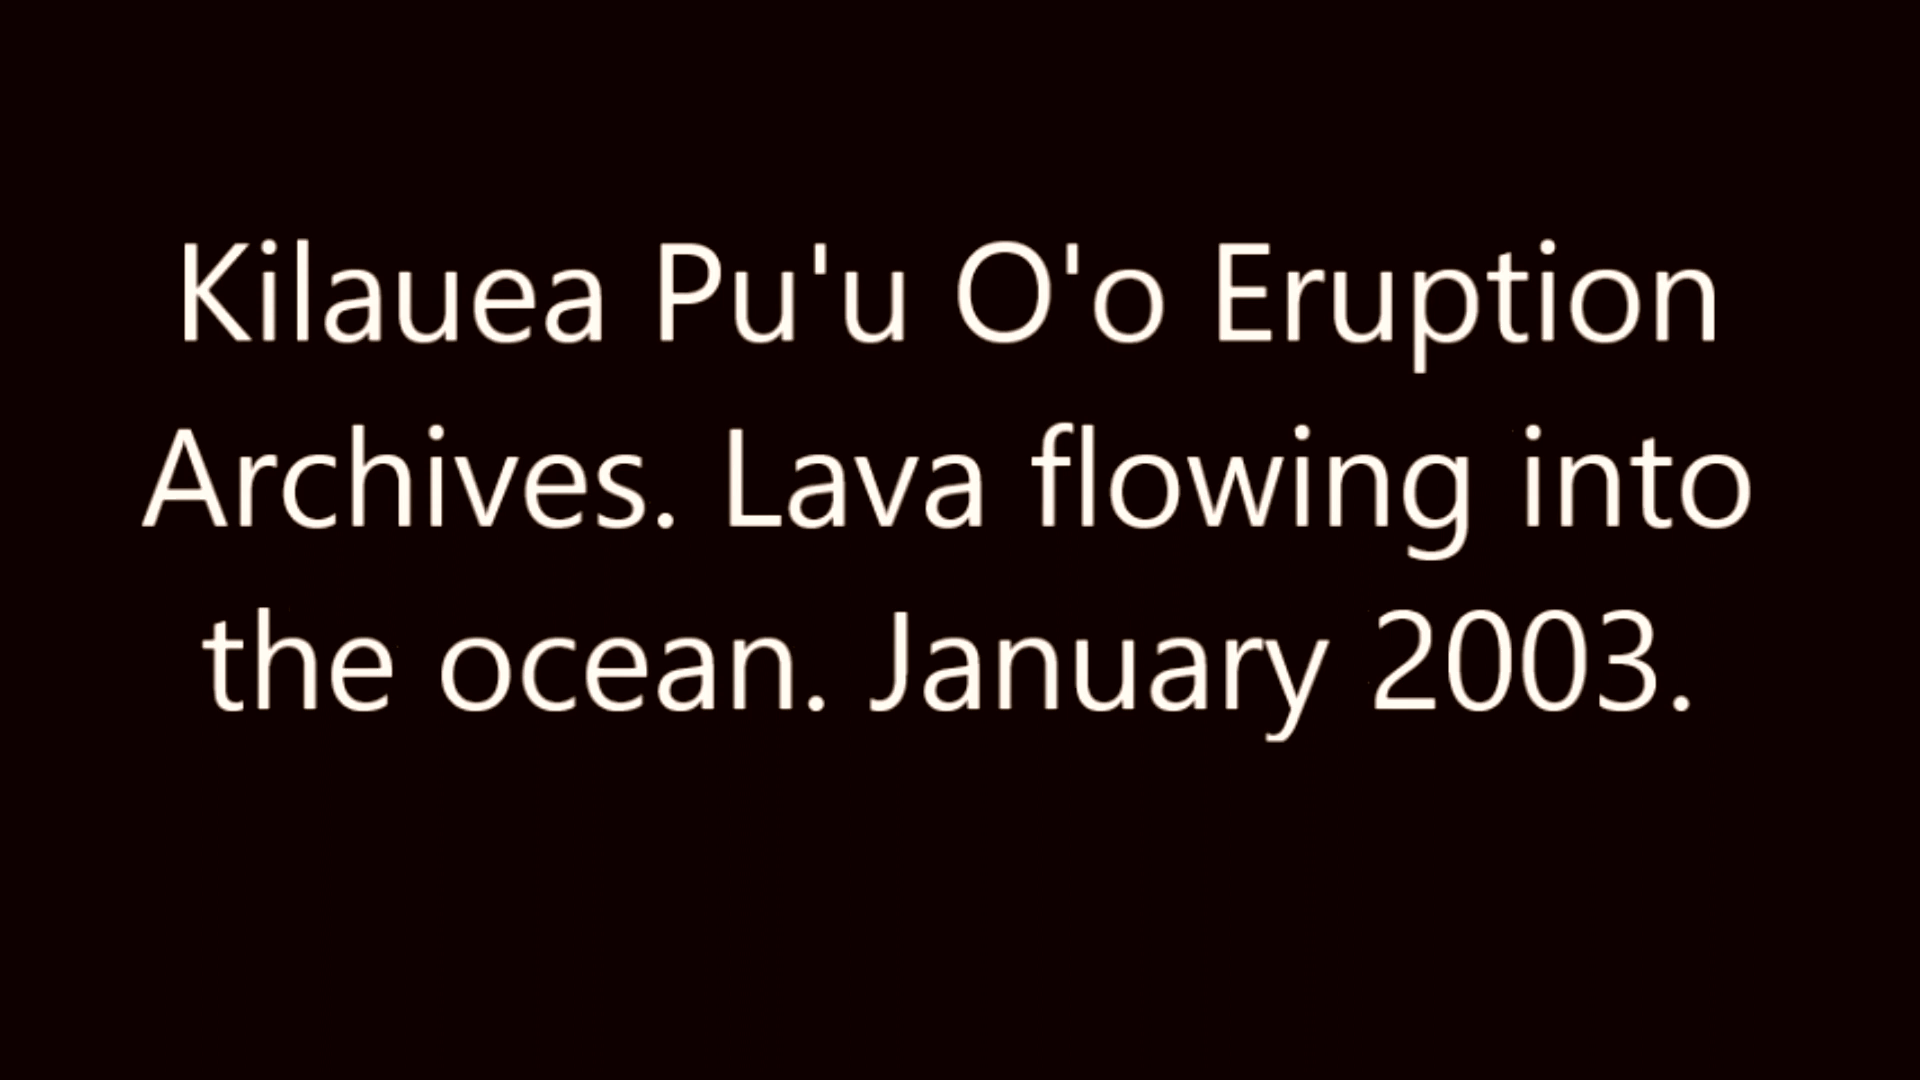 Kilauea Pu'u O'o Eruption
Archives. Lava flowing into
the ocean. January 2003.